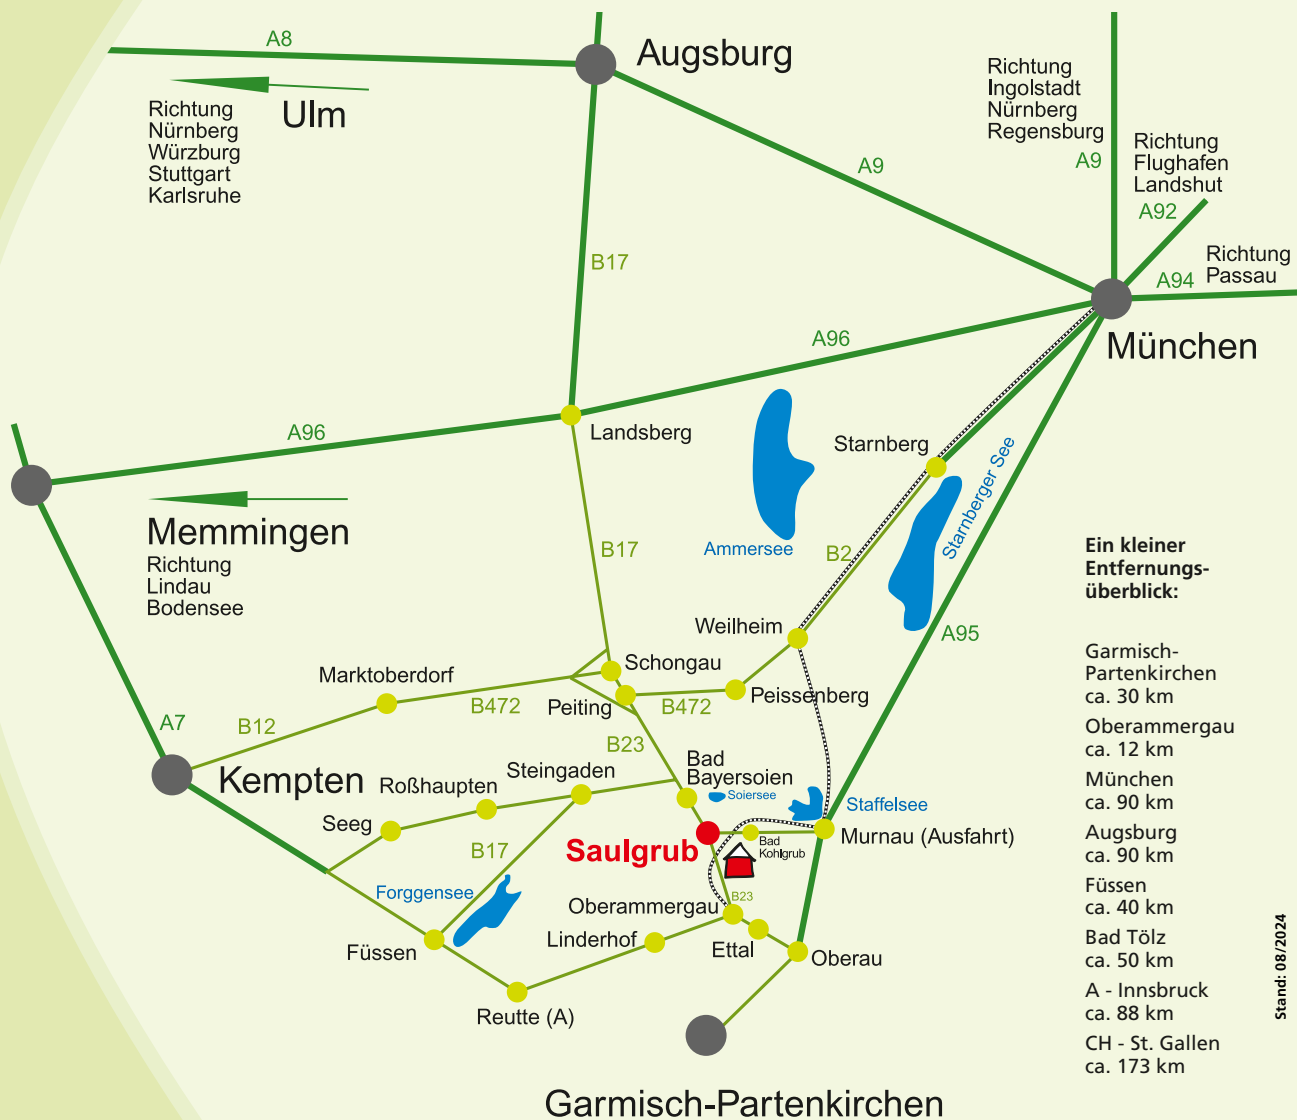 A8
Augsburg
Ulm
Richtung
Nürnberg
Würzburg
Stuttgart
Karlsruhe
Richtung
Ingolstadt
Nürnberg
Regensburg
A9
A9
Richtung
Flughafen
Landshut
A92
Richtung
Passau
A94
B17
München
A96
A96
Landsberg
Starnberg
Starnberger See
Ammersee
B2
B17
Memmingen
Richtung
Lindau
Bodensee
A95
Weilheim
Schongau
Marktoberdorf
Peissenberg
B472
Peiting
B472
A7
B12
B23
Kempten
Bad
Bayersoien
Soiersee
Steingaden
Roßhaupten
Seeg
Staffelsee
Murnau (Ausfahrt)
Saulgrub
Bad
Kohlgrub
B17
Forggensee
B23
Oberammergau
Linderhof
Ettal
Oberau
Füssen
Reutte (A)
Garmisch-Partenkirchen
Ein kleiner
Entfernungs-
überblick:
Garmisch-
Partenkirchen
ca. 30 km
Oberammergau
ca. 12 km
München
ca. 90 km
Augsburg
ca. 90 km
Füssen
ca. 40 km
Bad Tölz
ca. 50 km
A - Innsbruck
ca. 88 km
CH - St. Gallen
ca. 173 km
Stand: 08/2024